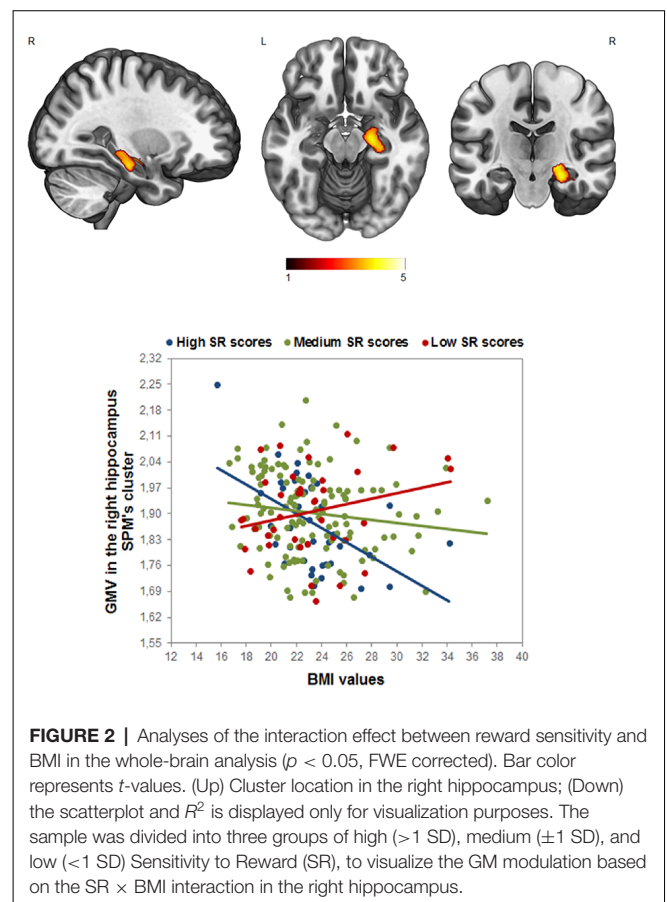 R
L
R
1
5
High SR scores Medium SR scores Low SR scores
GMV in the right hippocampus
SPM's cluster
2,32
2,25
2,18
2,11
2,04
1,97
1,90
1,83
1,76
1,69
1,62
1,55
12 14 16 18 20 22 24 26 28 30 32 34 36 38 40
BMI values
FIGURE 2 | Analyses of the interaction effect between reward sensitivity and
BMI in the whole-brain analysis (p < 0.05, FWE corrected). Bar color
represents t-values. (Up) Cluster location in the right hippocampus; (Down)
the scatterplot and R² is displayed only for visualization purposes. The
sample was divided into three groups of high (>1 SD), medium (±1 SD), and
low (<1 SD) Sensitivity to Reward (SR), to visualize the GM modulation based
on the SR × BMI interaction in the right hippocampus.